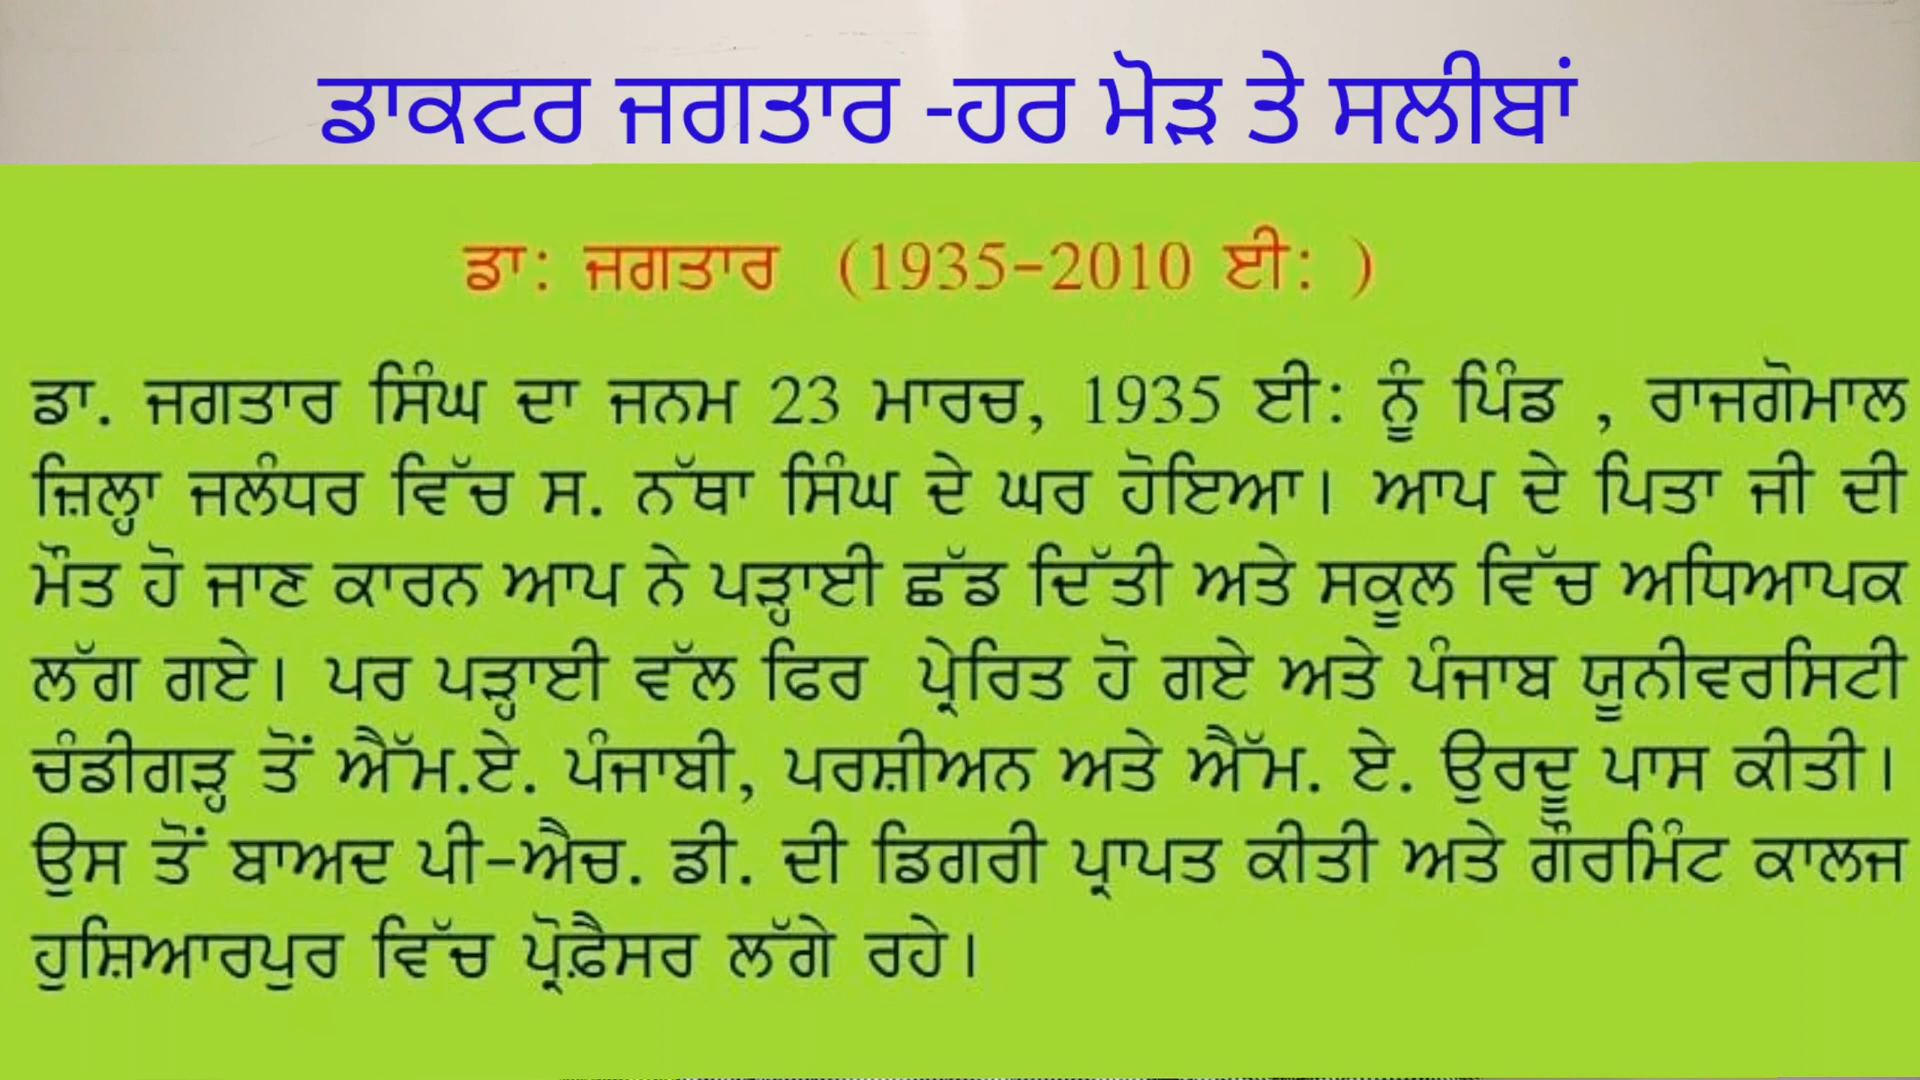 ਡਾਕਟਰ ਜਗਤਾਰ -ਹਰ ਮੋੜ ਤੇ ਸਲੀਬਾਂ
ਡਾ: ਜਗਤਾਰ (1935-2010 ਈ: )
ਡਾ. ਜਗਤਾਰ ਸਿੰਘ ਦਾ ਜਨਮ 23 ਮਾਰਚ, 1935 ਈ: ਨੂੰ ਪਿੰਡ , ਰਾਜਗੋਮਾਲ
ਜ਼ਿਲ੍ਹਾ ਜਲੰਧਰ ਵਿੱਚ ਸ. ਨੱਥਾ ਸਿੰਘ ਦੇ ਘਰ ਹੋਇਆ। ਆਪ ਦੇ ਪਿਤਾ ਜੀ ਦੀ
ਮੌਤ ਹੋ ਜਾਣ ਕਾਰਨ ਆਪ ਨੇ ਪੜ੍ਹਾਈ ਛੱਡ ਦਿੱਤੀ ਅਤੇ ਸਕੂਲ ਵਿੱਚ ਅਧਿਆਪਕ
ਲੱਗ ਗਏ। ਪਰ ਪੜ੍ਹਾਈ ਵੱਲ ਫਿਰ ਪ੍ਰੇਰਿਤ ਹੋ ਗਏ ਅਤੇ ਪੰਜਾਬ ਯੂਨੀਵਰਸਿਟੀ
ਚੰਡੀਗੜ੍ਹ ਤੋਂ ਐੱਮ.ਏ. ਪੰਜਾਬੀ, ਪਰਸ਼ੀਅਨ ਅਤੇ ਐੱਮ. ਏ. ਉਰਦੂ ਪਾਸ ਕੀਤੀ।
ਉਸ ਤੋਂ ਬਾਅਦ ਪੀ-ਐਚ. ਡੀ. ਦੀ ਡਿਗਰੀ ਪ੍ਰਾਪਤ ਕੀਤੀ ਅਤੇ ਗੌਰਮਿੰਟ ਕਾਲਜ
ਹੁਸ਼ਿਆਰਪੁਰ ਵਿੱਚ ਪ੍ਰੋਫ਼ੈਸਰ ਲੱਗੇ ਰਹੇ।